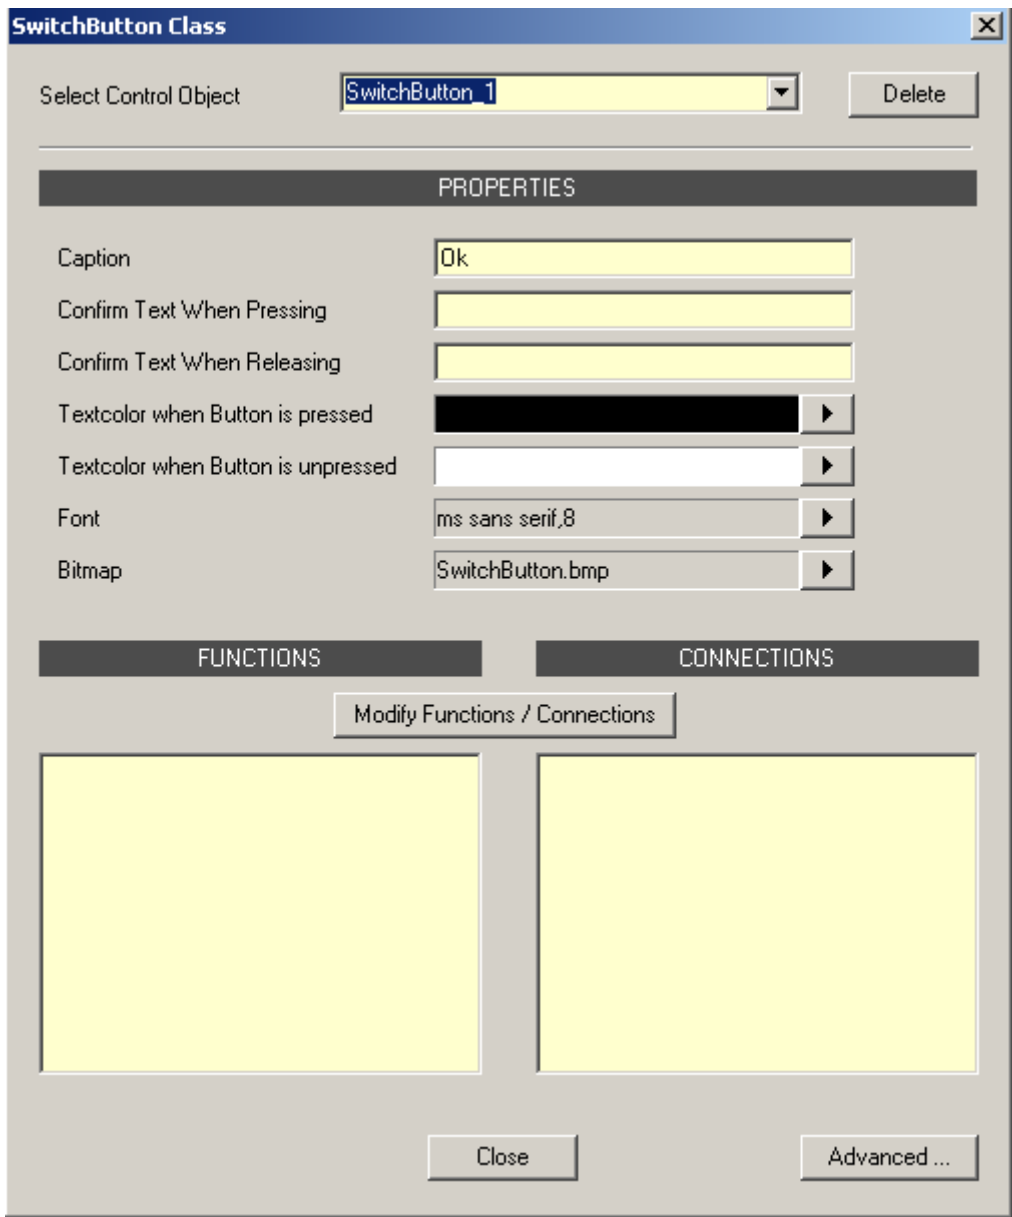 SwitchButton Class
Select Control Object SwitchButton_1 Delete
PROPERTIES
Caption Ok
Confirm Text When Pressing
Confirm Text When Releasing
Textcolor when Button is pressed
Textcolor when Button is unpressed
Font ms sans serif,8
Bitmap SwitchButton.bmp
FUNCTIONS CONNECTIONS
Modify Functions / Connections
Close Advanced ...